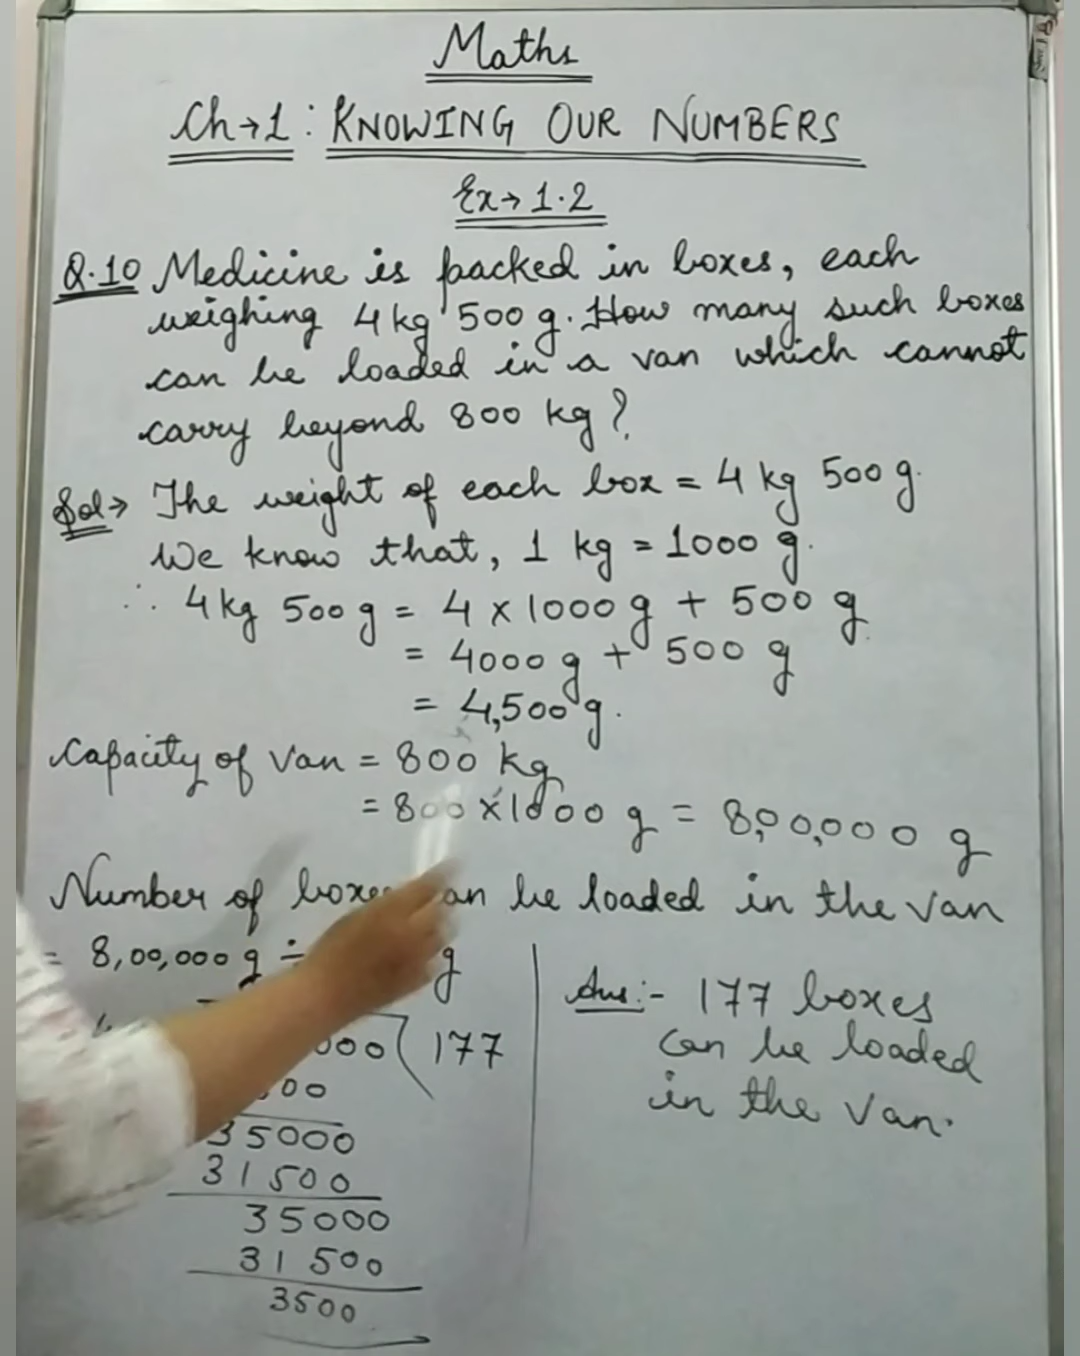 Maths
Ch→1: KNOWING OUR NUMBERS
Ex→ 1.2
Q.10 Medicine is packed in boxes, each
weighing 4 kg 500 g. How many such boxes
can be loaded in a van which cannot
carry beyond 800 kg?
Sol→ The weight of each box = 4 kg 500 g.
We know that, 1 kg = 1000 g.
∴ 4 kg 500 g = 4 × 1000 g + 500 g
= 4000 g + 500 g
= 4,500 g.
Capacity of van = 800 kg
= 800 × 1000 g = 8,00,000 g
Number of boxes can be loaded in the van
= 8,00,000 g ÷ g
000 ( 177
00
35000
31500
35000
31500
3500
Ans:- 177 boxes
can be loaded
in the van.